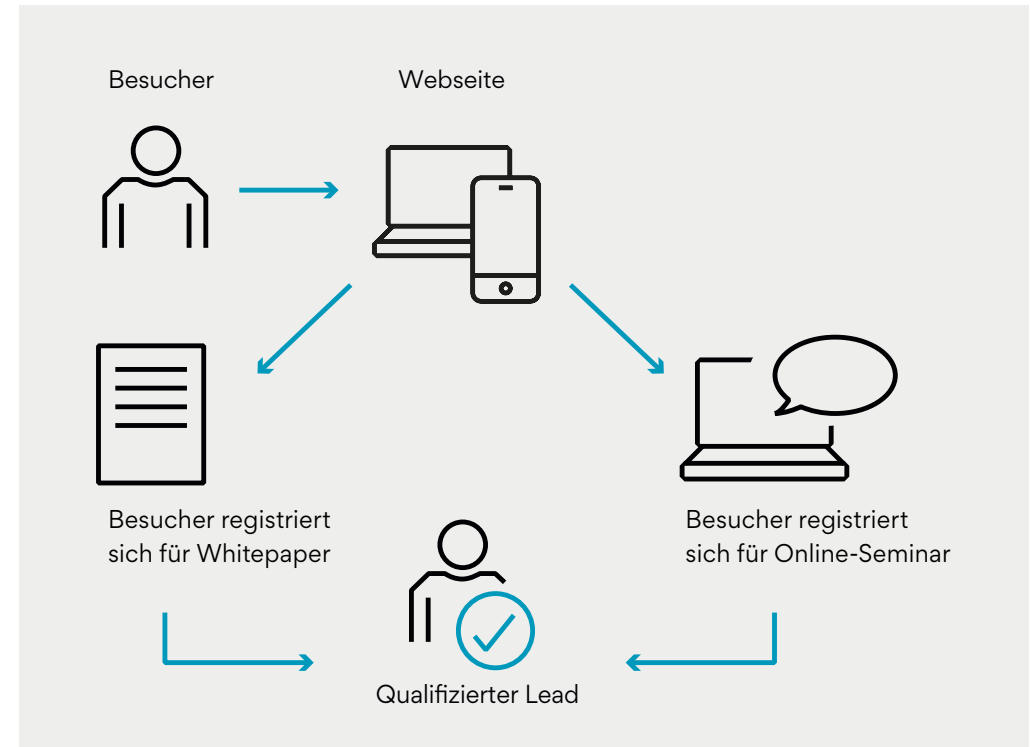 Besucher
Webseite
Besucher registriert
sich für Whitepaper
Besucher registriert
sich für Online-Seminar
Qualifizierter Lead